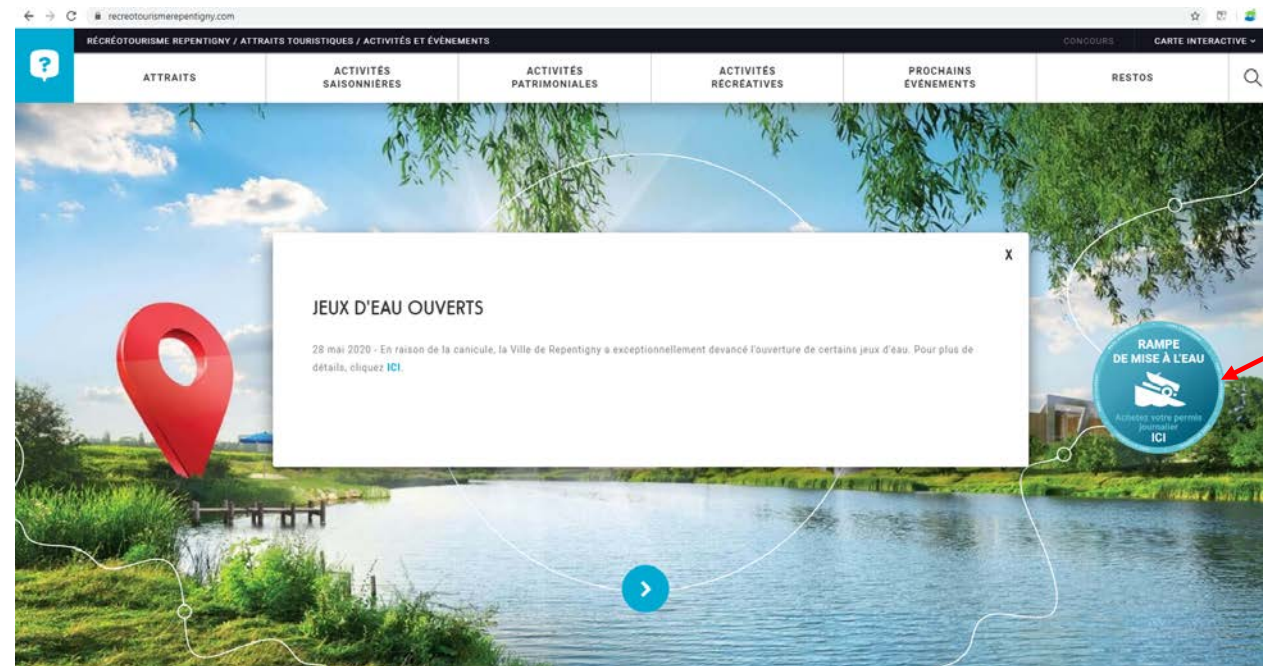 recreotourismerepentigny.com
RÉCRÉOTOURISME REPENTIGNY / ATTRAITS TOURISTIQUES / ACTIVITÉS ET ÉVÈNEMENTS
CONCOURS
CARTE INTERACTIVE
?
ATTRAITS
ACTIVITÉS
SAISONNIÈRES
ACTIVITÉS
PATRIMONIALES
ACTIVITÉS
RÉCRÉATIVES
PROCHAINS
ÉVÉNEMENTS
RESTOS
X
JEUX D'EAU OUVERTS
28 mai 2020 - En raison de la canicule, la Ville de Repentigny a exceptionnellement devancé l'ouverture de certains jeux d'eau. Pour plus de
détails, cliquez ICI.
RAMPE
DE MISE À L'EAU
Achetez votre permis
journalier
ICI